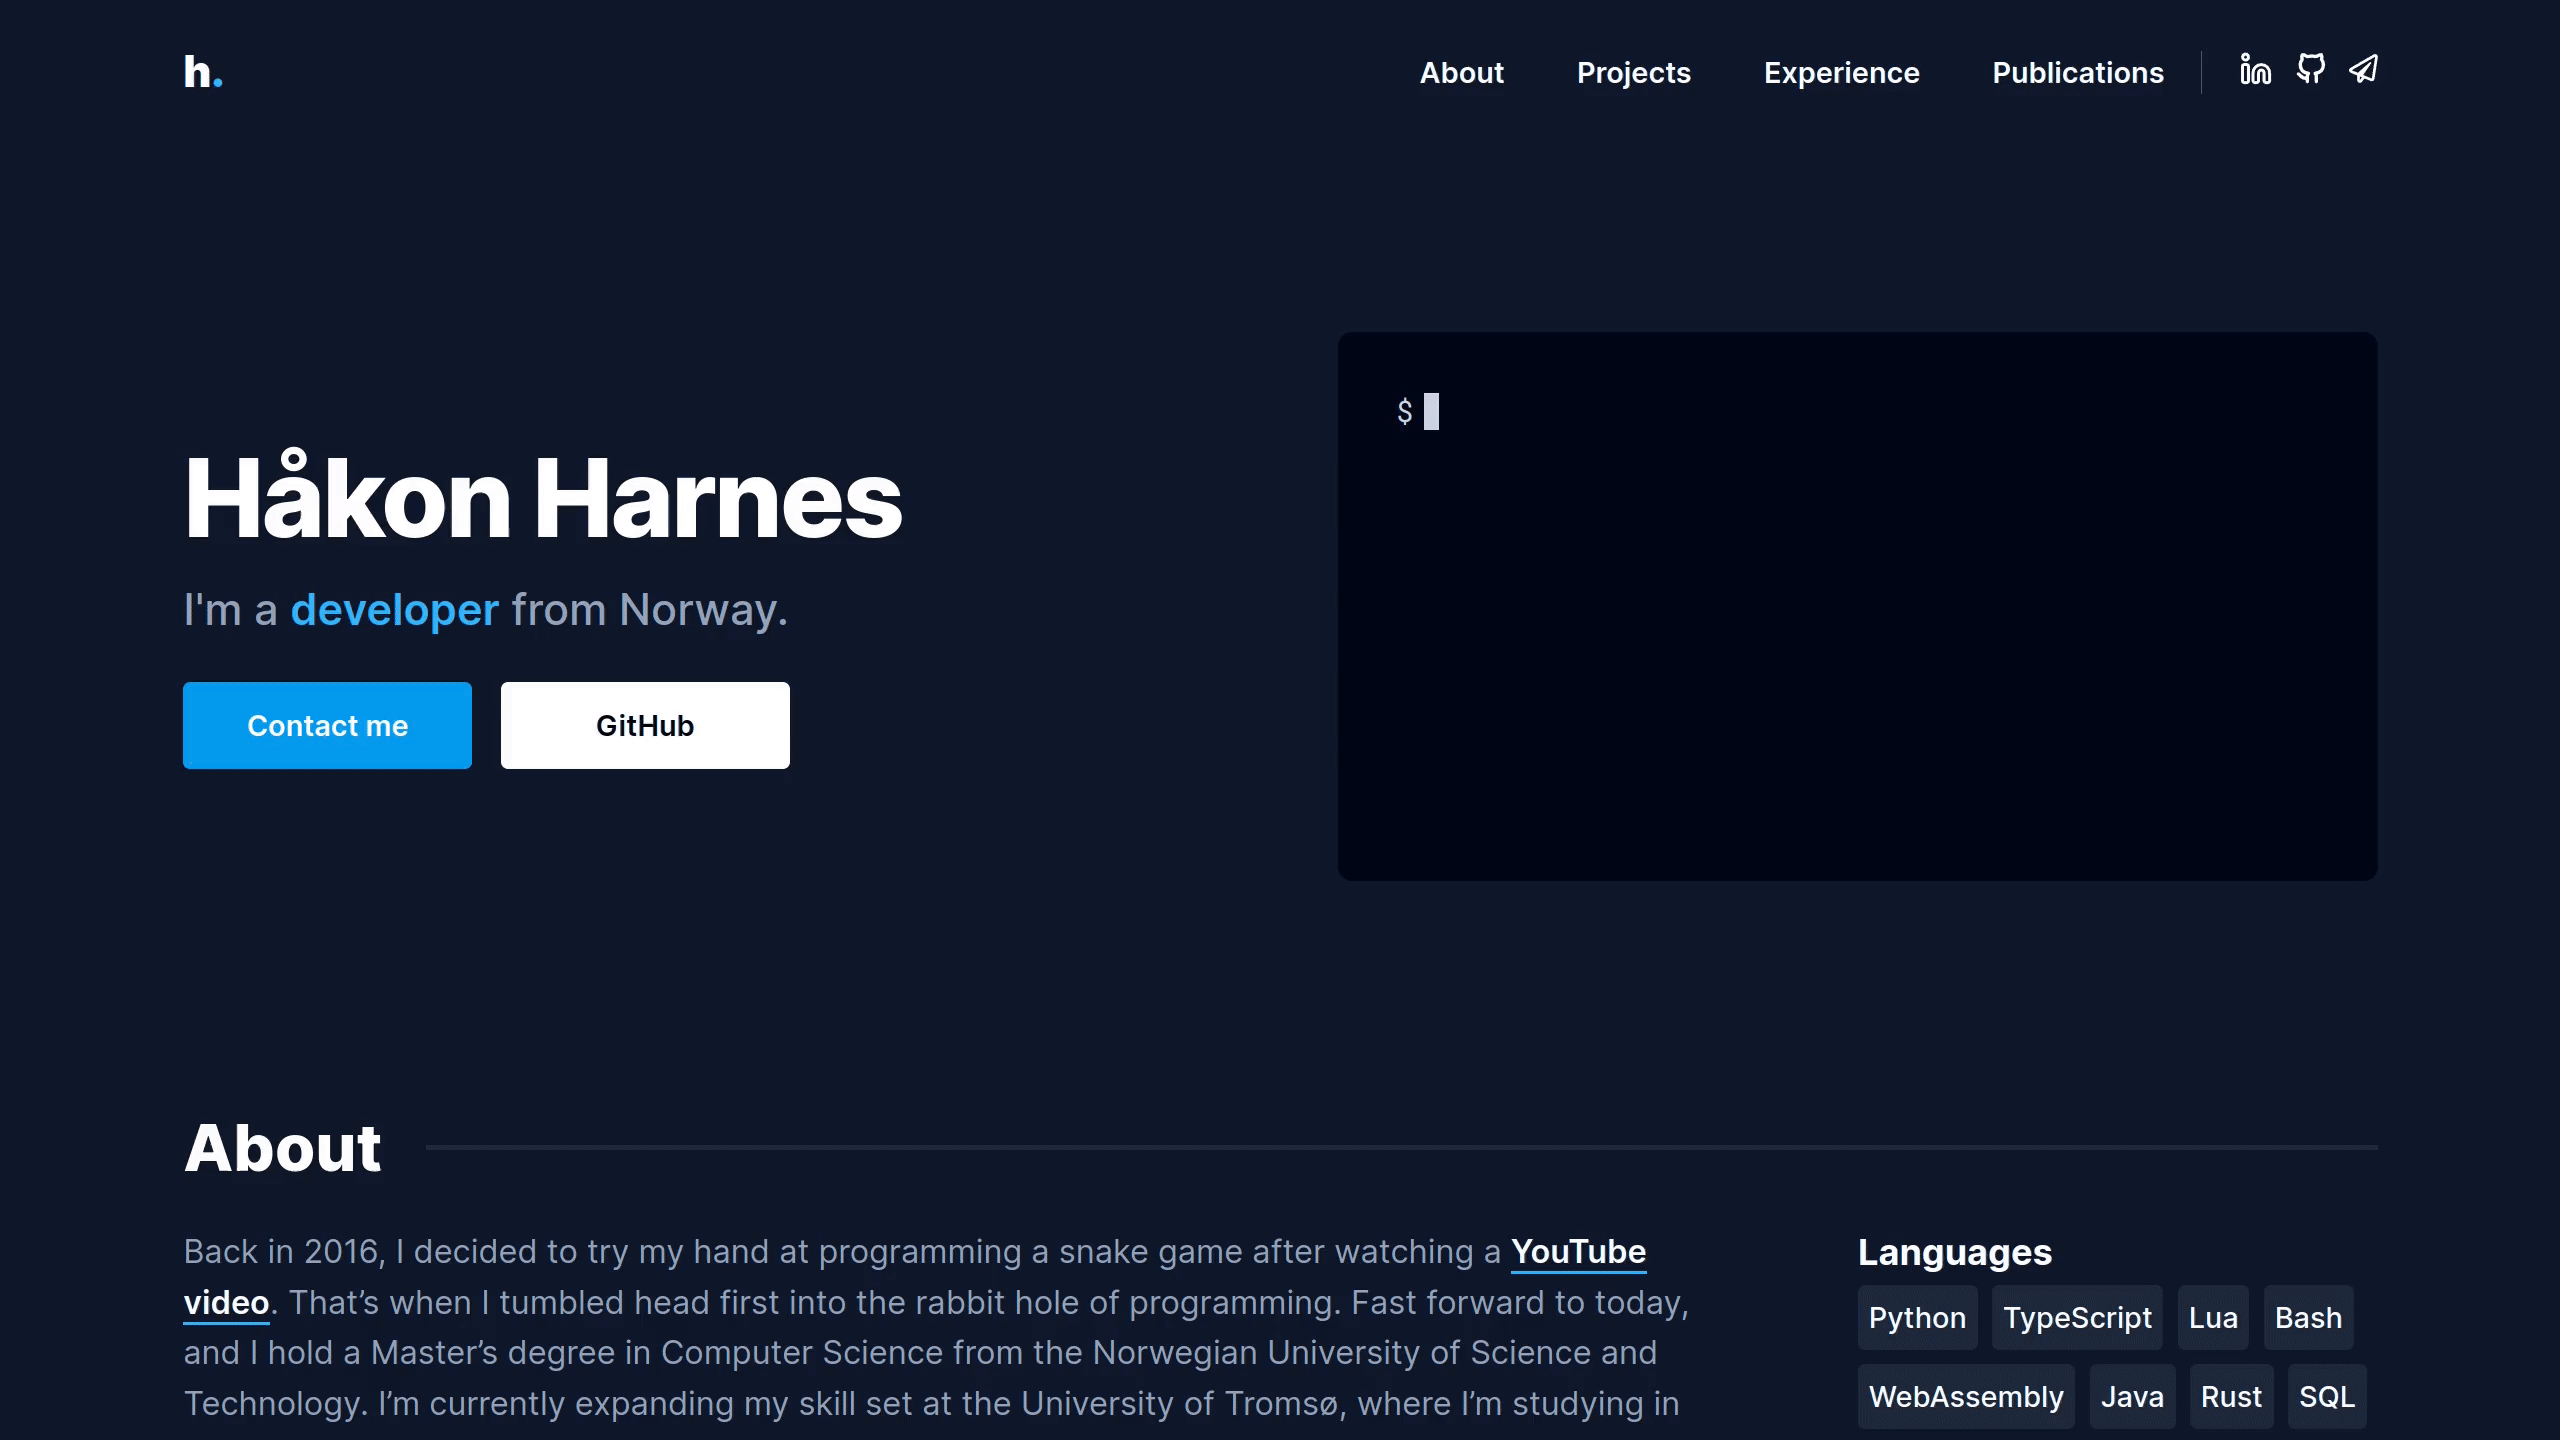 h.
About Projects Experience Publications
$
Håkon Harnes
I'm a developer from Norway.
Contact me GitHub
About
Back in 2016, I decided to try my hand at programming a snake game after watching a YouTube
video. That’s when I tumbled head first into the rabbit hole of programming. Fast forward to today,
and I hold a Master’s degree in Computer Science from the Norwegian University of Science and
Technology. I’m currently expanding my skill set at the University of Tromsø, where I’m studying in
Languages
Python TypeScript Lua Bash
WebAssembly Java Rust SQL